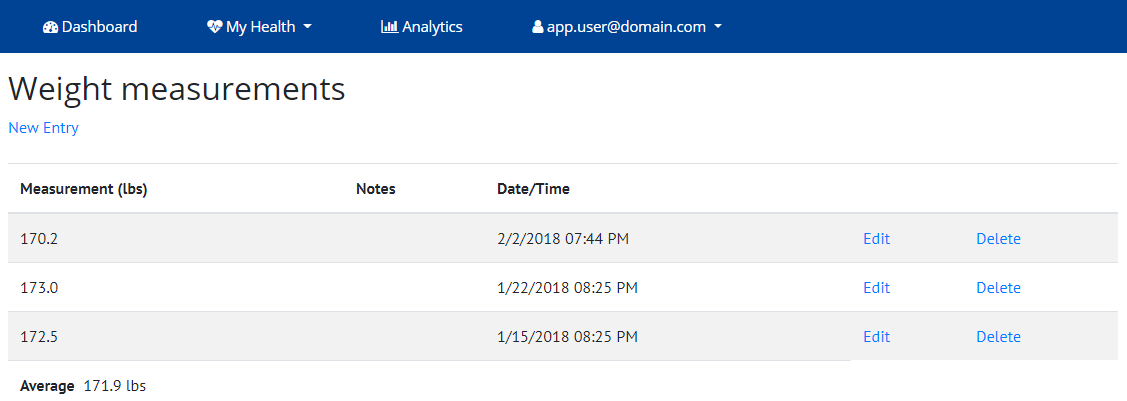 Dashboard My Health Analytics app.user@domain.com
Weight measurements
New Entry
Measurement (lbs) Notes Date/Time
170.2 2/2/2018 07:44 PM Edit Delete
173.0 1/22/2018 08:25 PM Edit Delete
172.5 1/15/2018 08:25 PM Edit Delete
Average 171.9 lbs